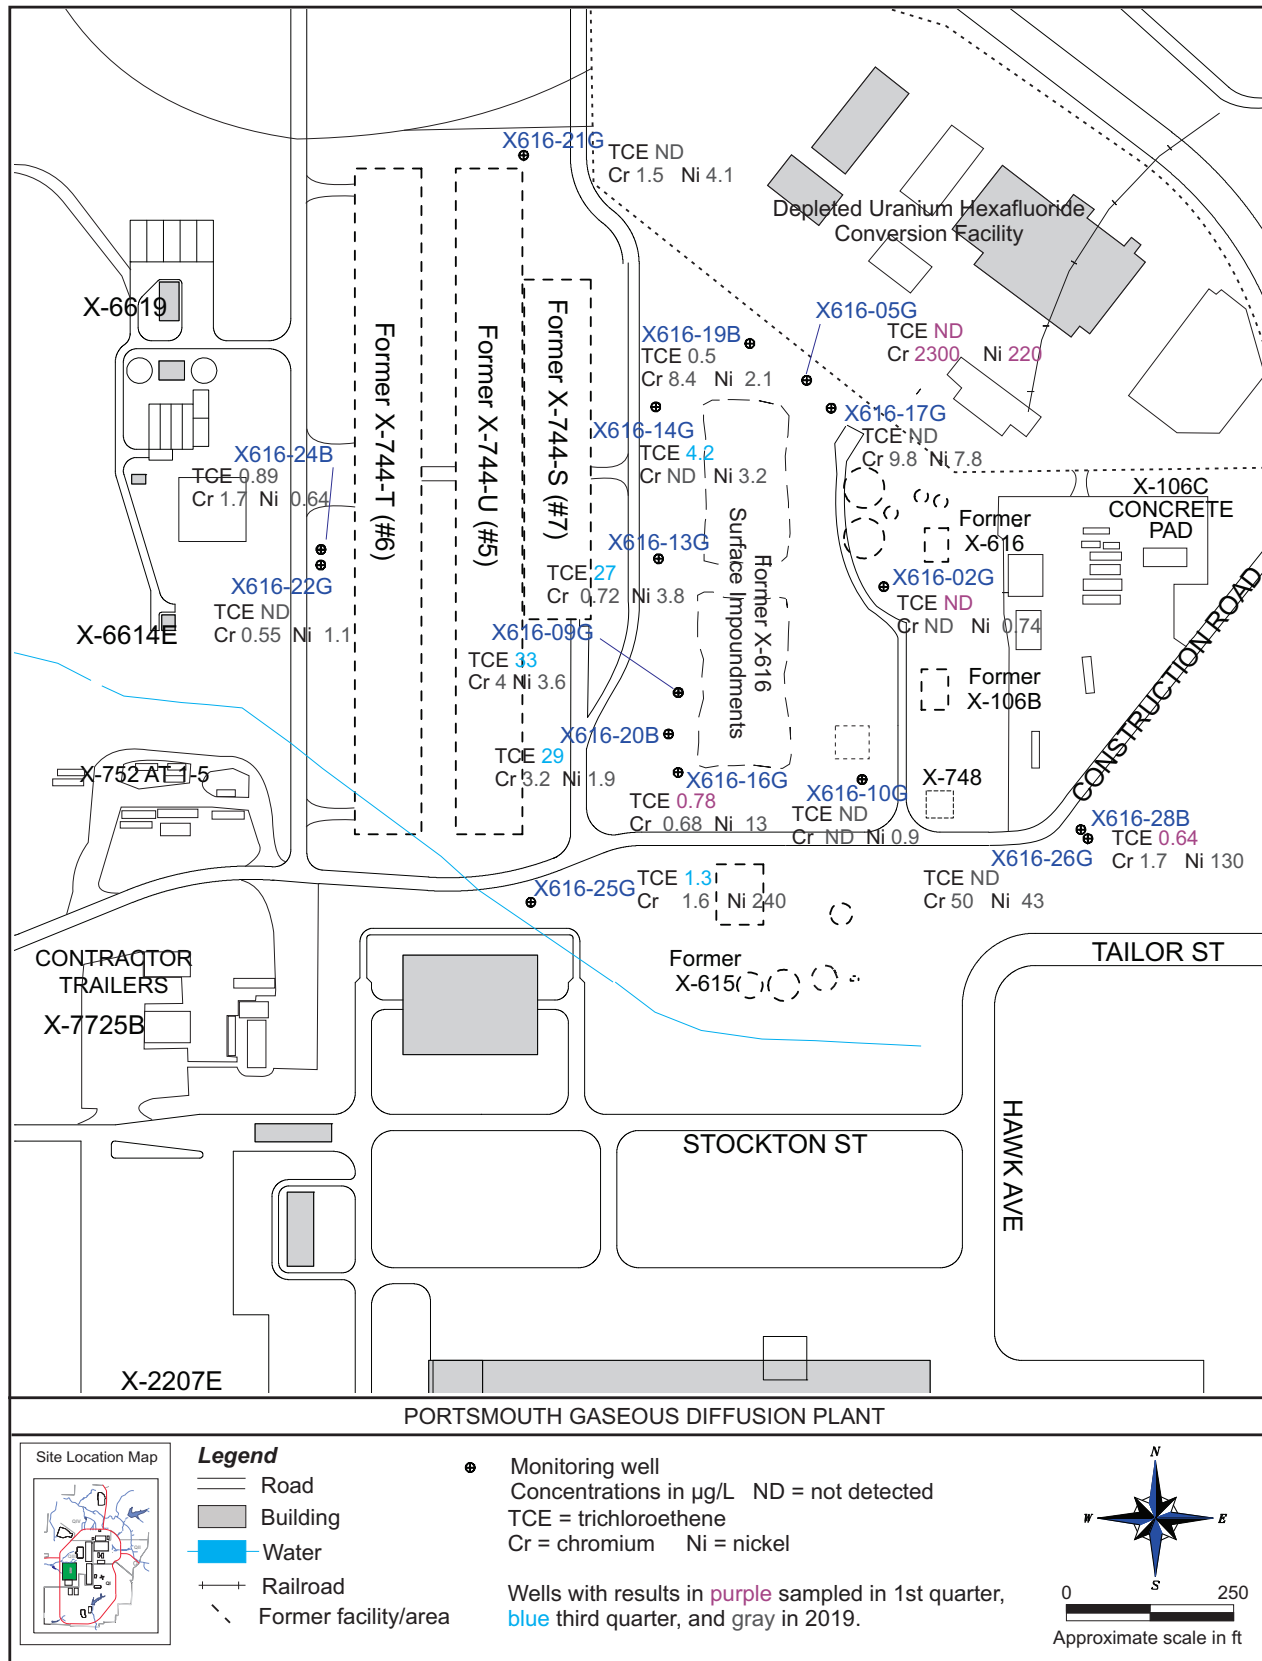 X616-21G
TCE ND
Cr 1.5 Ni 4.1
Depleted Uranium Hexafluoride
Conversion Facility
X-6619
X616-05G
TCE ND
Cr 2300 Ni 220
X616-19B
TCE 0.5
Cr 8.4 Ni 2.1
Former X-744-T (#6)
Former X-744-U (#5)
Former X-744-S (#7)
X616-14G
TCE 4.2
Cr ND Ni 3.2
X616-17G
TCE ND
Cr 9.8 Ni 7.8
X616-24B
TCE 0.89
Cr 1.7 Ni 0.64
X-106C
CONCRETE
PAD
Former
X-616
Former X-616
Surface Impoundments
X616-13G
TCE 27
Cr 0.72 Ni 3.8
X616-22G
TCE ND
Cr 0.55 Ni 1.1
X616-02G
TCE ND
Cr ND Ni 0.74
X-6614E
X616-09G
TCE 33
Cr 4 Ni 3.6
Former
X-106B
CONSTRUCTION ROAD
X616-20B
TCE 29
Cr 3.2 Ni 1.9
X-752 AT 1-5
X616-16G
TCE 0.78
Cr 0.68 Ni 13
X616-10G
TCE ND
Cr ND Ni 0.9
X-748
X616-28B
TCE 0.64
Cr 1.7 Ni 130
X616-26G
TCE ND
Cr 50 Ni 43
X616-25G
TCE 1.3
Cr 1.6 Ni 240
CONTRACTOR
TRAILERS
X-7725B
Former
X-615
TAILOR ST
HAWK AVE
STOCKTON ST
X-2207E
PORTSMOUTH GASEOUS DIFFUSION PLANT
Site Location Map
Legend
Road
Building
Water
Railroad
Former facility/area
Monitoring well
Concentrations in µg/L ND = not detected
TCE = trichloroethene
Cr = chromium Ni = nickel
Wells with results in purple sampled in 1st quarter,
blue third quarter, and gray in 2019.
N
W
E
S
0 250
Approximate scale in ft